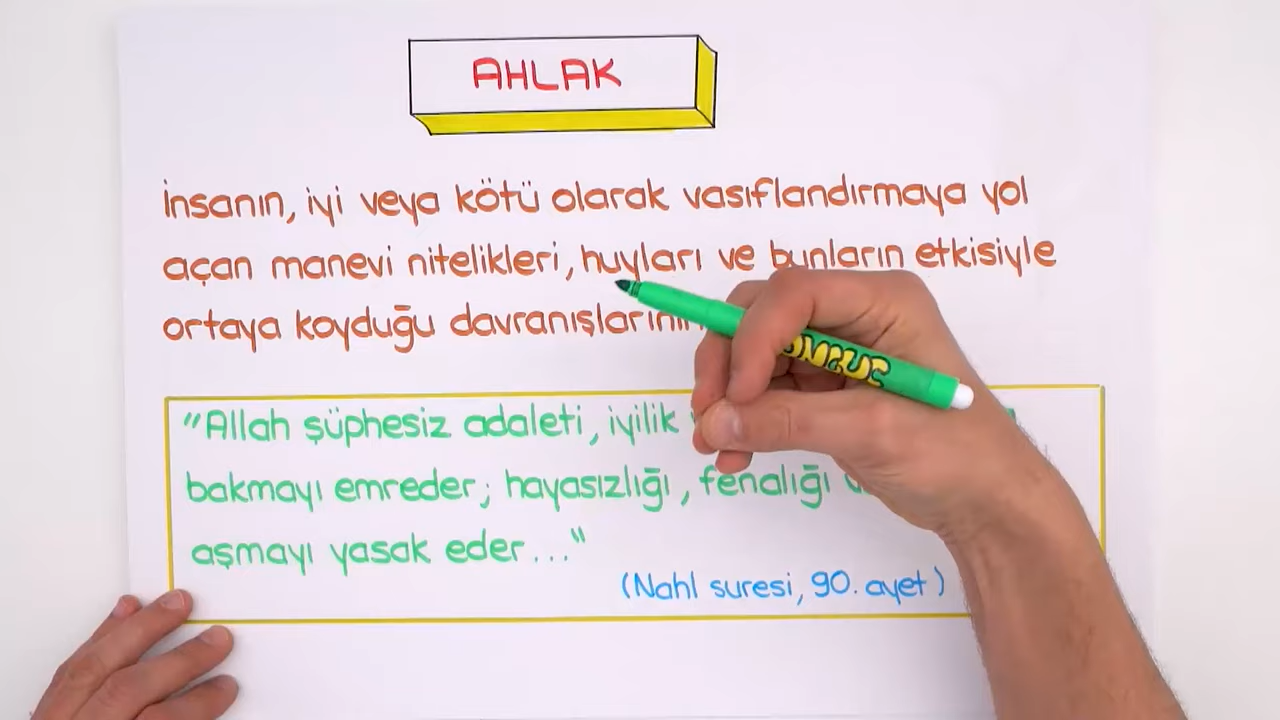 AHLAK
İnsanın, iyi veya kötü olarak vasıflandırmaya yol
açan manevi nitelikleri, huyları ve bunların etkisiyle
ortaya koyduğu davranışlarının
"Allah şüphesiz adaleti, iyilik
bakmayı emreder; hayasızlığı, fenalığı
aşmayı yasak eder..."
(Nahl suresi, 90. ayet)